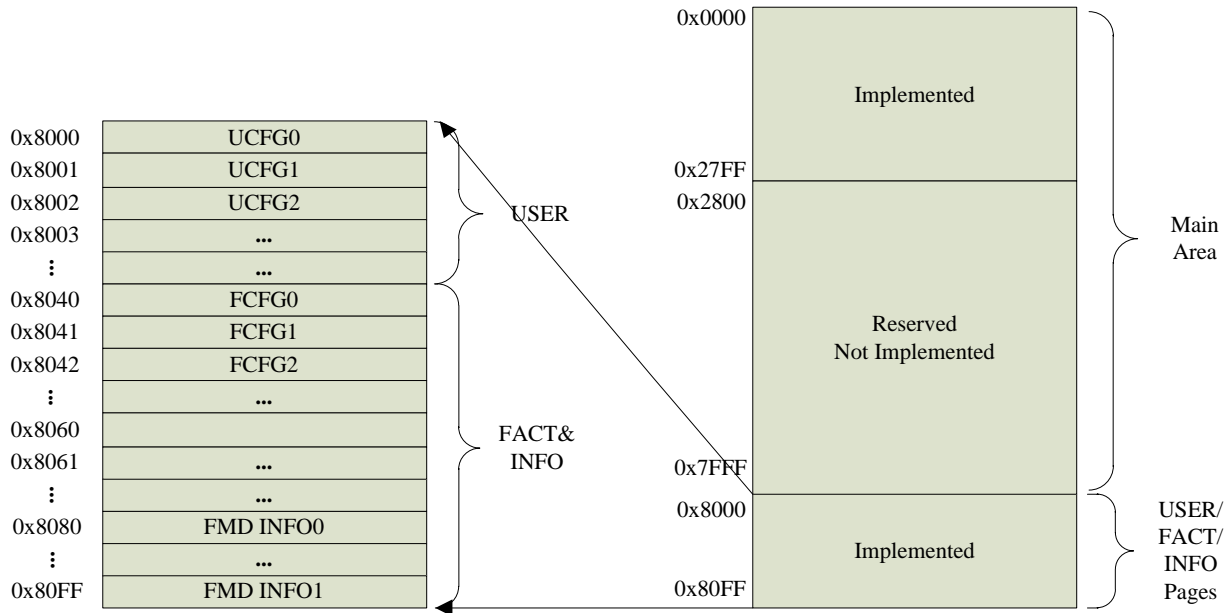 0x8000 UCFG0
0x8001 UCFG1
0x8002 UCFG2
0x8003 ...
⋮ ...
0x8040 FCFG0
0x8041 FCFG1
0x8042 FCFG2
⋮ ...
0x8060
0x8061 ...
⋮ ...
0x8080 FMD INFO0
⋮ ...
0x80FF FMD INFO1
USER
FACT&
INFO
0x0000
Implemented
0x27FF
0x2800
Reserved
Not Implemented
0x7FFF
0x8000
Implemented
0x80FF
Main
Area
USER/
FACT/
INFO
Pages